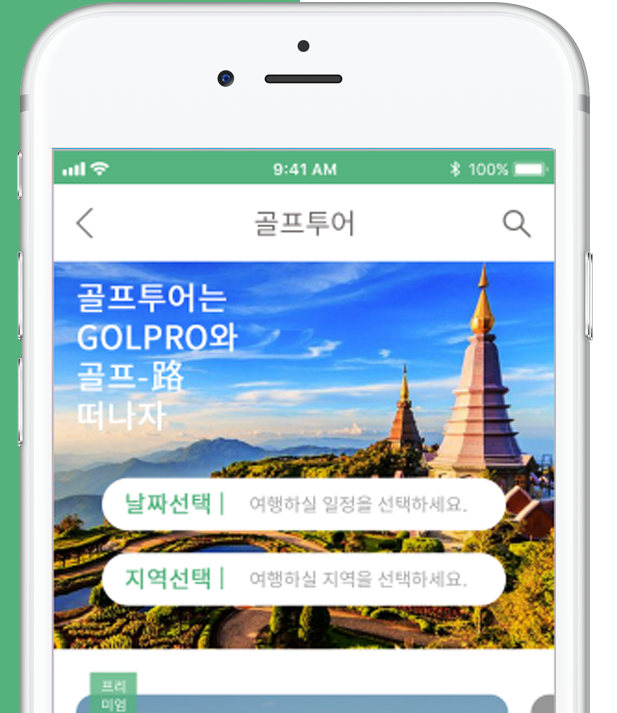 9:41 AM
100%
골프투어
골프투어는
GOLPRO와
골프-路
떠나자
날짜선택 | 여행하실 일정을 선택하세요.
지역선택 | 여행하실 지역을 선택하세요.
프리
미엄